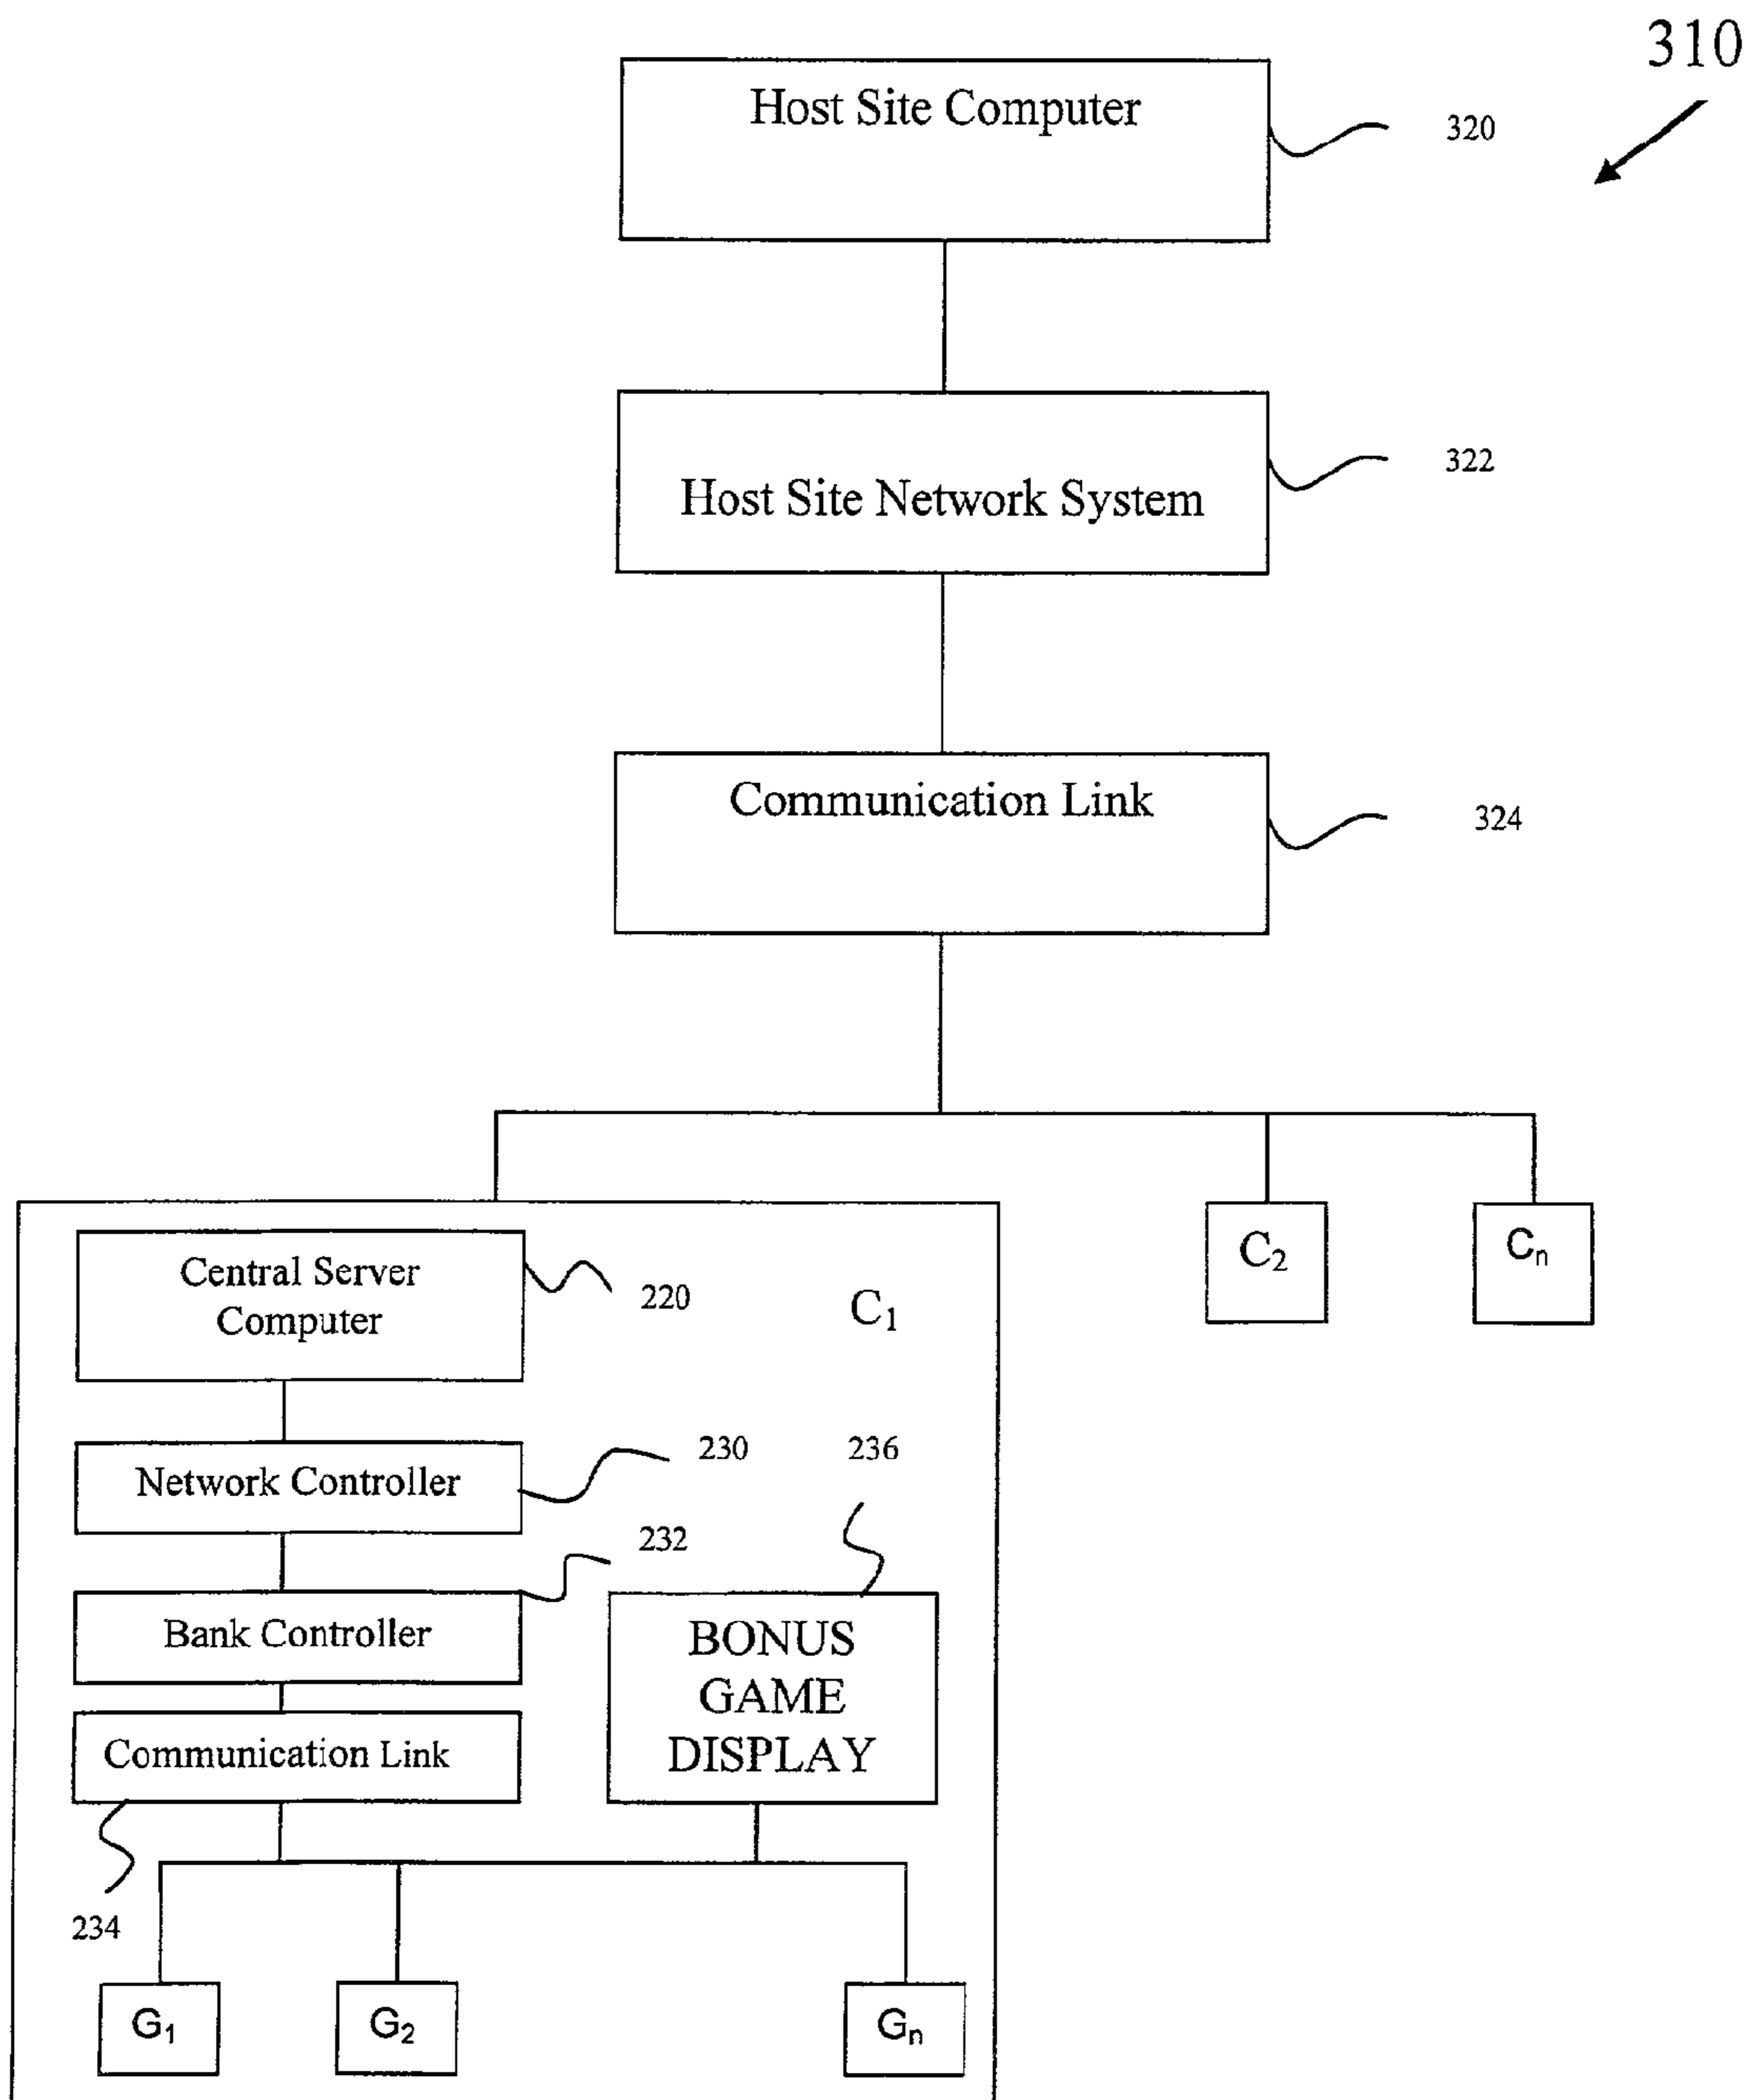 310
Host Site Computer
320
Host Site Network System
322
Communication Link
324
Central Server
Computer
220
C₁
C₂
Cₙ
Network Controller
230
236
232
Bank Controller
BONUS
GAME
DISPLAY
Communication Link
234
G₁
G₂
Gₙ